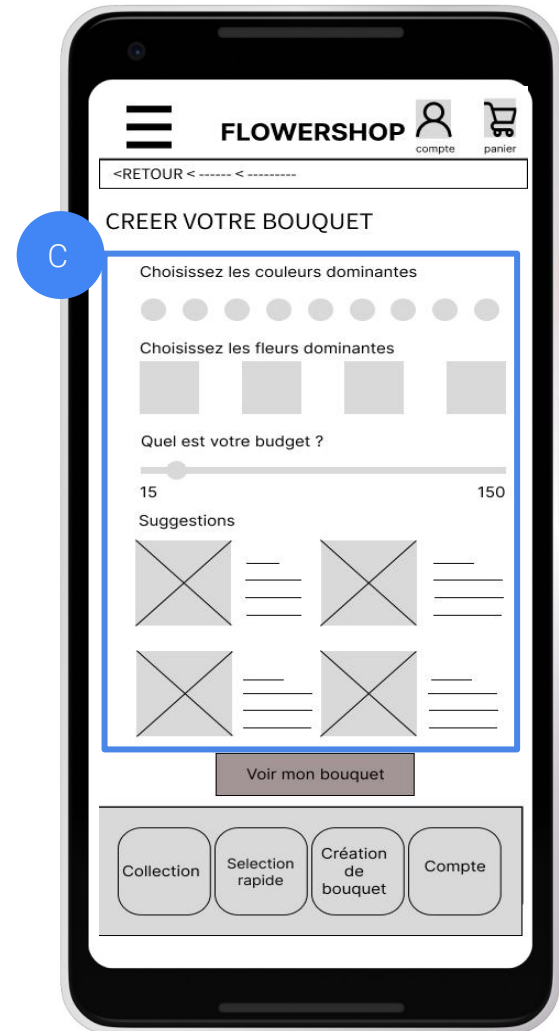 FLOWERSHOP
compte
panier
<RETOUR < ------ < ---------
CREER VOTRE BOUQUET
C
Choisissez les couleurs dominantes
Choisissez les fleurs dominantes
Quel est votre budget ?
15
150
Suggestions
Voir mon bouquet
Collection
Selection
rapide
Création
de
bouquet
Compte